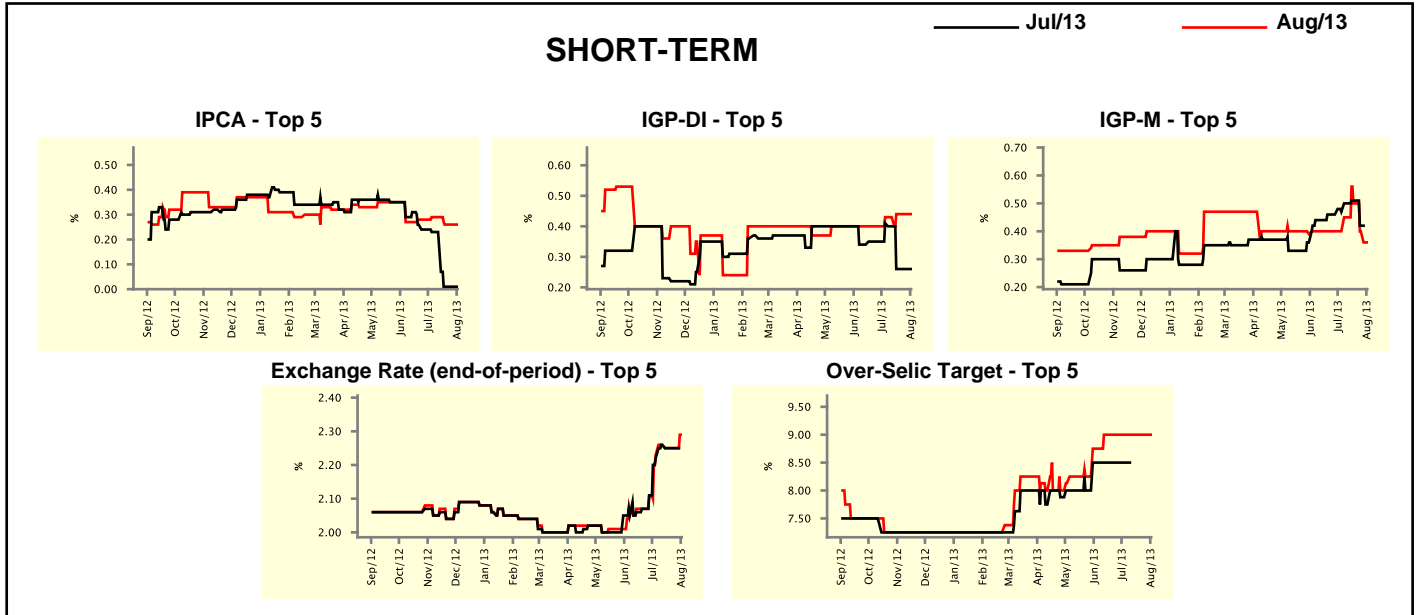 Jul/13
Aug/13
SHORT-TERM
IPCA - Top 5
0.50
0.40
0.30
0.20
0.10
0.00
%
Sep/12
Oct/12
Nov/12
Dec/12
Jan/13
Feb/13
Mar/13
Apr/13
May/13
Jun/13
Jul/13
Aug/13
IGP-DI - Top 5
0.60
0.50
0.40
0.30
0.20
%
Sep/12
Oct/12
Nov/12
Dec/12
Jan/13
Feb/13
Mar/13
Apr/13
May/13
Jun/13
Jul/13
Aug/13
IGP-M - Top 5
0.70
0.60
0.50
0.40
0.30
0.20
%
Sep/12
Oct/12
Nov/12
Dec/12
Jan/13
Feb/13
Mar/13
Apr/13
May/13
Jun/13
Jul/13
Aug/13
Exchange Rate (end-of-period) - Top 5
2.40
2.30
2.20
2.10
2.00
%
Sep/12
Oct/12
Nov/12
Dec/12
Jan/13
Feb/13
Mar/13
Apr/13
May/13
Jun/13
Jul/13
Aug/13
Over-Selic Target - Top 5
9.50
9.00
8.50
8.00
7.50
%
Sep/12
Oct/12
Nov/12
Dec/12
Jan/13
Feb/13
Mar/13
Apr/13
May/13
Jun/13
Jul/13
Aug/13